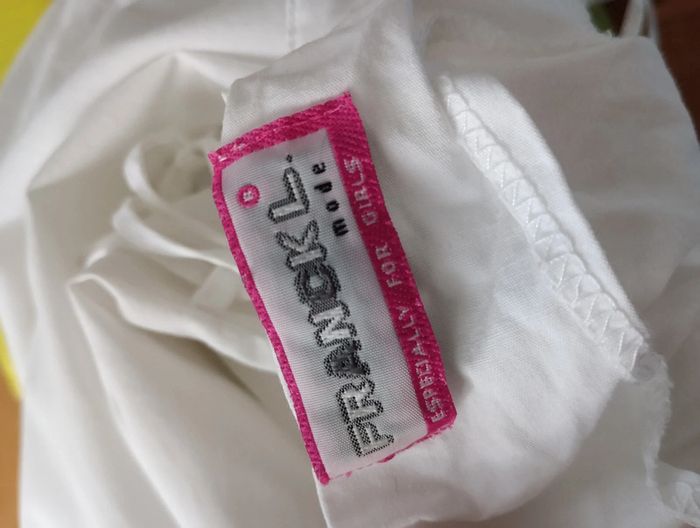 FRANCK L.
mode
ESPECIALLY FOR GIRLS